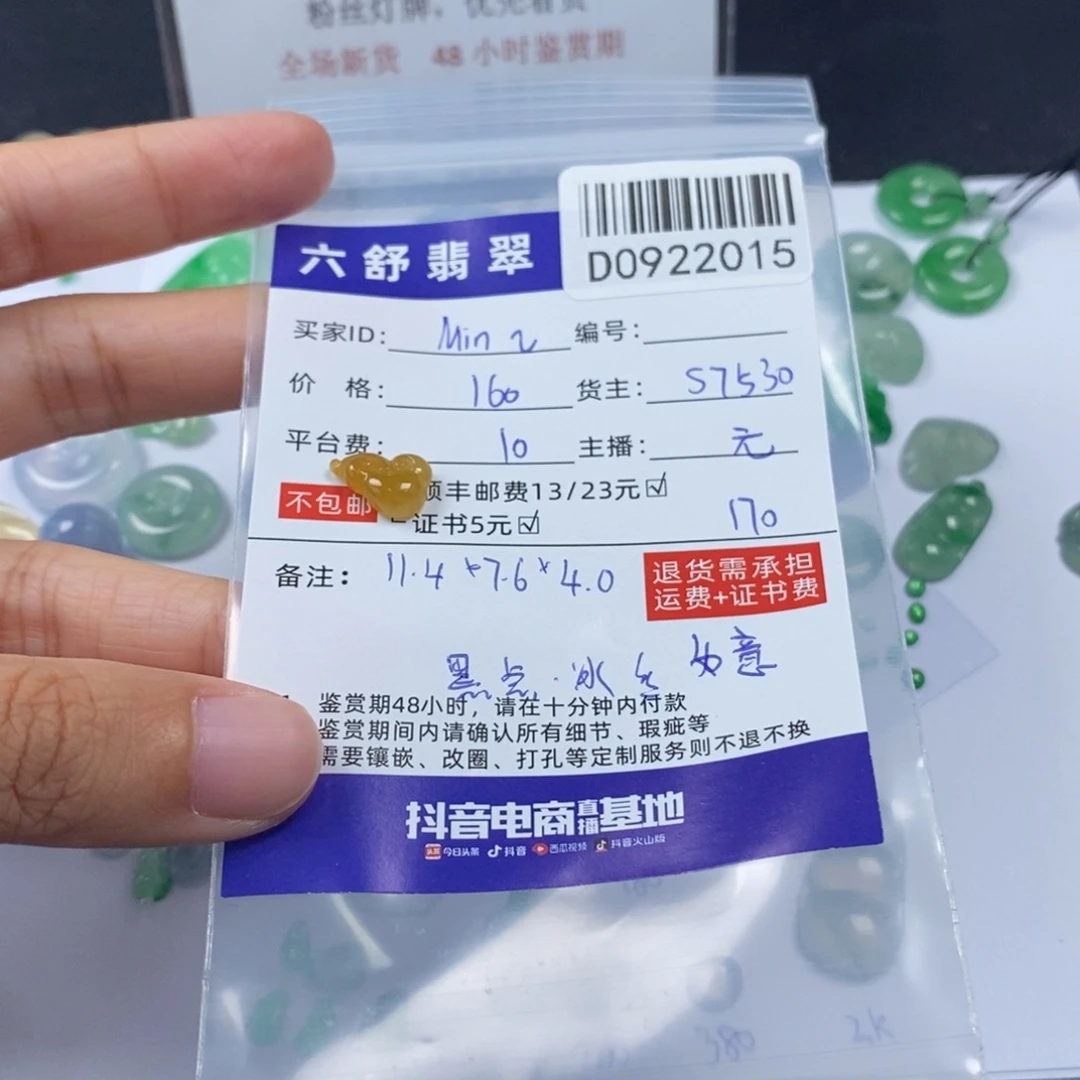 粉丝灯牌，优先看货
全场新货 48小时鉴赏期
六舒翡翠
D0922015
买家ID: Min 2 编号:
价 格: 160 货主: S7530
平台费: 10 主播: 元
不包邮 顺丰邮费13/23元☑
证书5元☑ 170
备注: 11.4×7.6×4.0 退货需承担
运费+证书费
黑点.冰 如意
鉴赏期48小时, 请在十分钟内付款
鉴赏期间内请确认所有细节、瑕疵等
需要镶嵌、改圈、打孔等定制服务则不退不换
抖音电商直播基地
头条 今日头条 抖音 西瓜视频 抖音火山版
380 2K